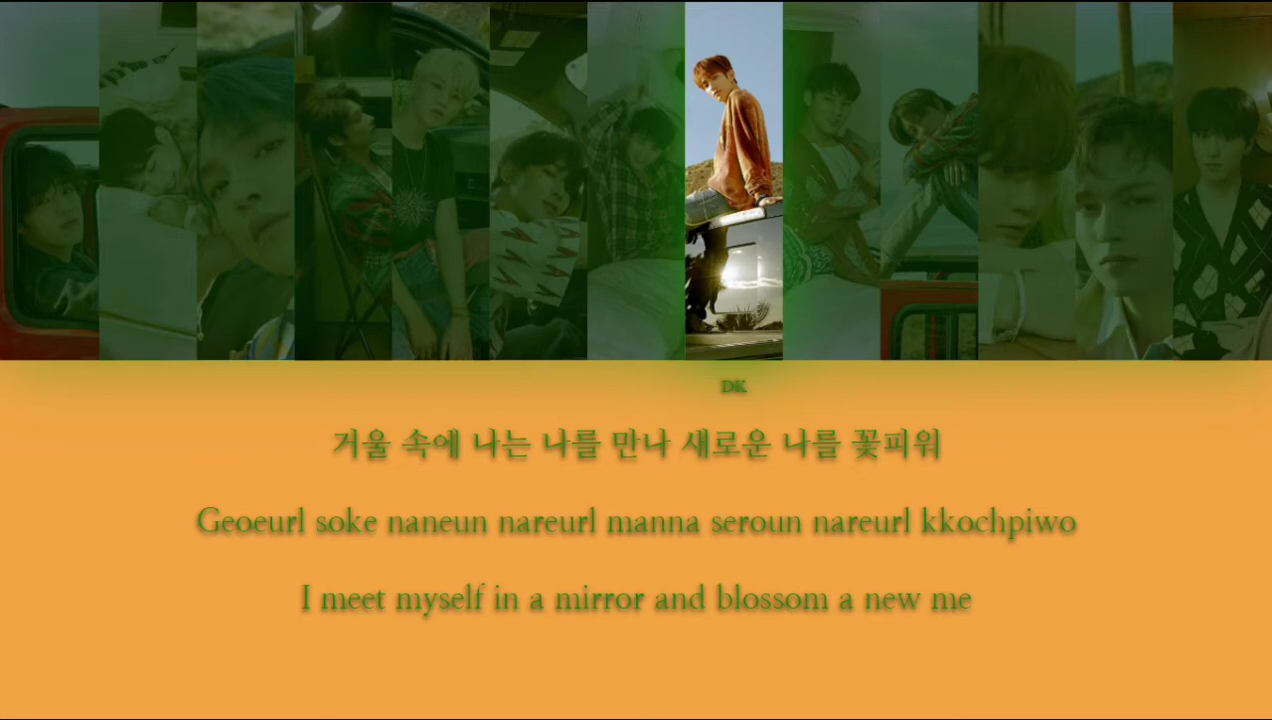 DK
거울 속에 나는 나를 만나 새로운 나를 꽃피워
Geoeurl soke naneun nareurl manna seroun nareurl kkochpiwo
I meet myself in a mirror and blossom a new me